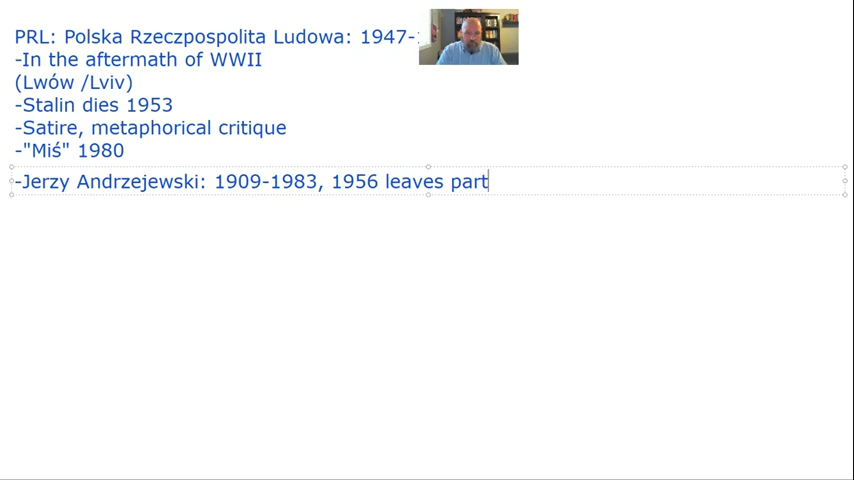 PRL: Polska Rzeczpospolita Ludowa: 1947-
-In the aftermath of WWII
(Lwów /Lviv)
-Stalin dies 1953
-Satire, metaphorical critique
-"Miś" 1980
-Jerzy Andrzejewski: 1909-1983, 1956 leaves part